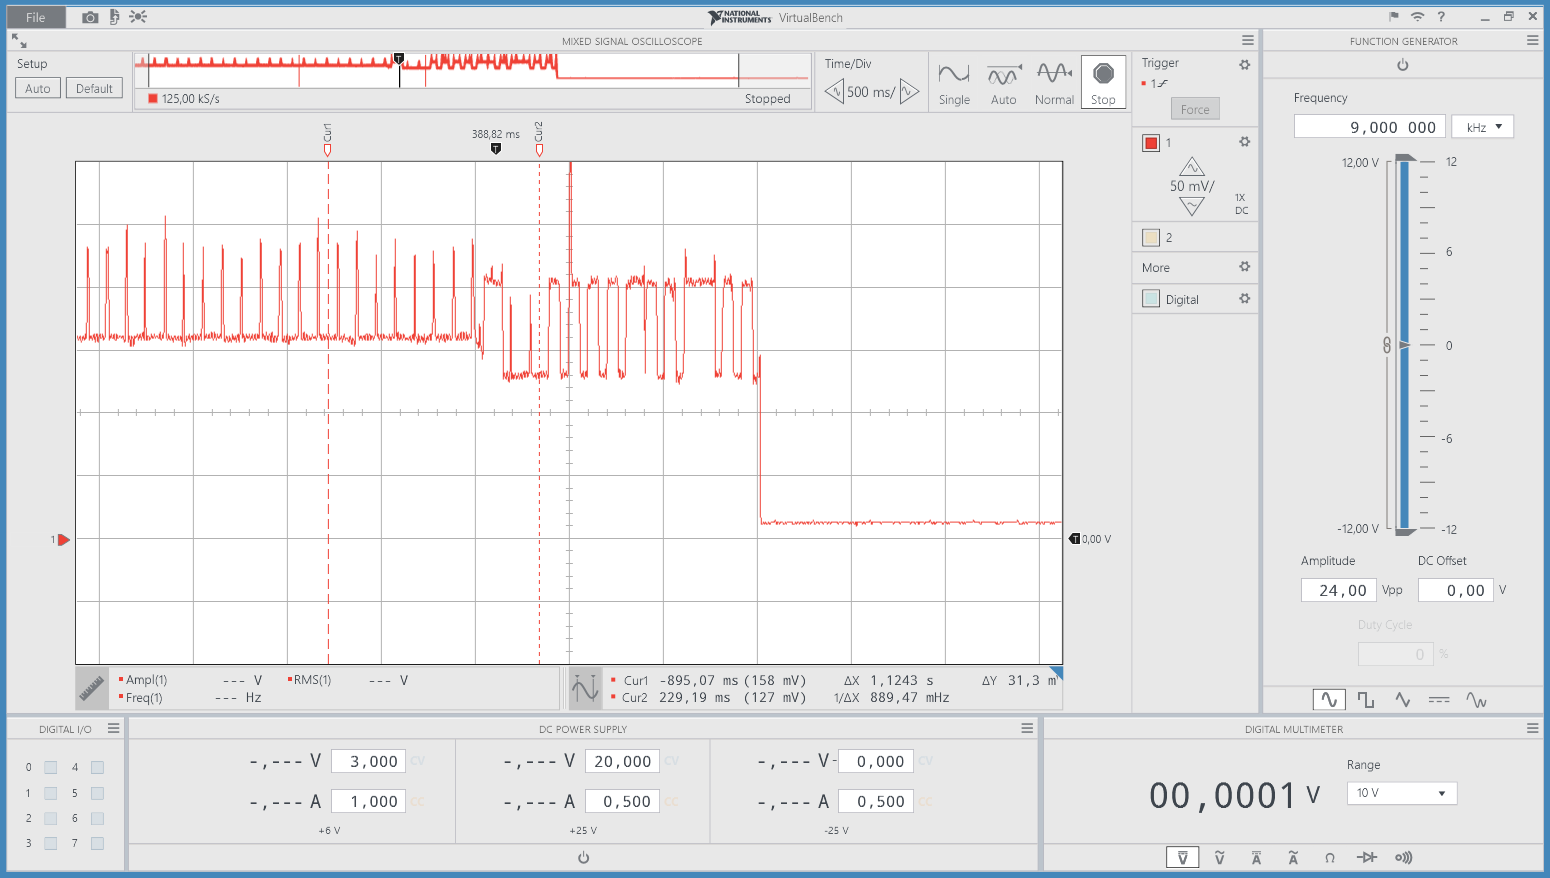 File
NATIONAL INSTRUMENTS VirtualBench
?
MIXED SIGNAL OSCILLOSCOPE
FUNCTION GENERATOR
Setup
Auto Default
T
125,00 kS/s
Stopped
Time/Div
500 ms/
Single Auto Normal Stop
Trigger
1
Force
1
50 mV/
1X
DC
2
More
Digital
Cur1
388,82 ms
T
Cur2
1
T 0,00 V
Frequency
9,000 000 kHz
12,00 V
12
6
0
-6
-12,00 V
-12
Amplitude DC Offset
24,00 Vpp 0,00 V
Duty Cycle
0 %
Ampl(1) --- V RMS(1) --- V
Freq(1) --- Hz
Cur1 -895,07 ms (158 mV) ΔX 1,1243 s ΔY 31,3 m
Cur2 229,19 ms (127 mV) 1/ΔX 889,47 mHz
DIGITAL I/O
0 4
1 5
2 6
3 7
DC POWER SUPPLY
-,--- V 3,000 CV
-,--- A 1,000 CC
+6 V
-,--- V 20,000 CV
-,--- A 0,500 CC
+25 V
-,--- V - 0,000 CV
-,--- A 0,500 CC
-25 V
DIGITAL MULTIMETER
00,0001 V
Range
10 V
V V A A Ω